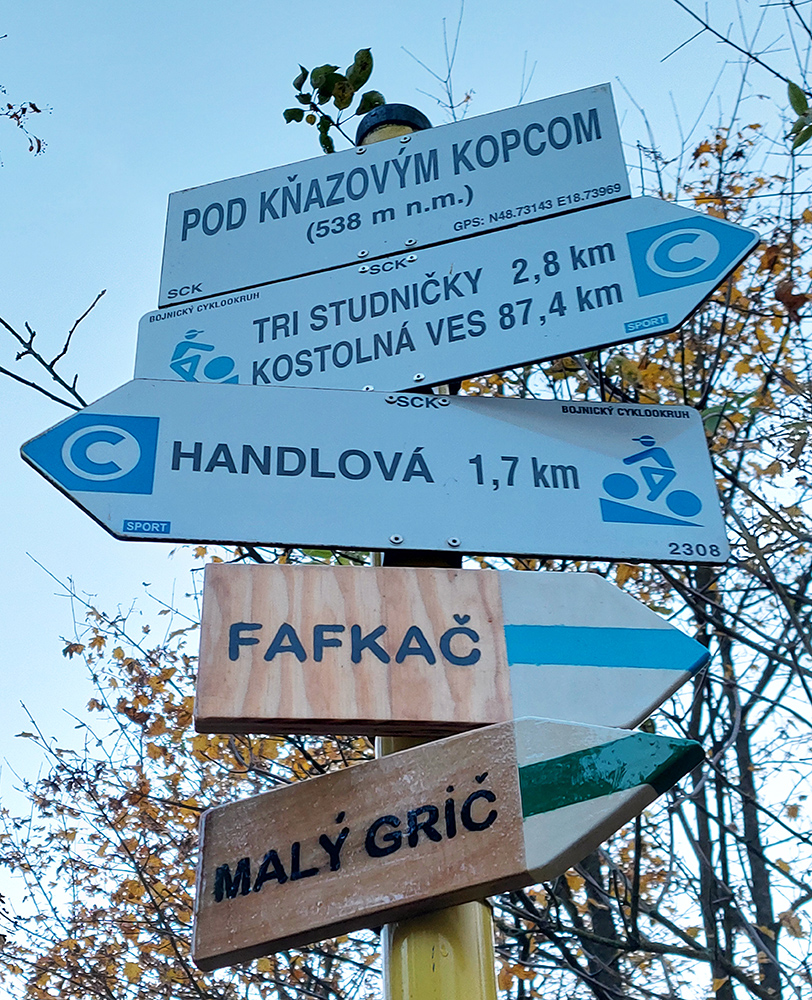 POD KŇAZOVÝM KOPCOM
(538 m n.m.)
GPS: N48.73143 E18.73969
SCK
SCK
BOJNICKÝ CYKLOOKRUH
TRI STUDNIČKY 2,8 km
KOSTOLNÁ VES 87,4 km
C
SPORT
SCK
BOJNICKÝ CYKLOOKRUH
C
HANDLOVÁ 1,7 km
SPORT
2308
FAFKAČ
MALÝ GRIČ